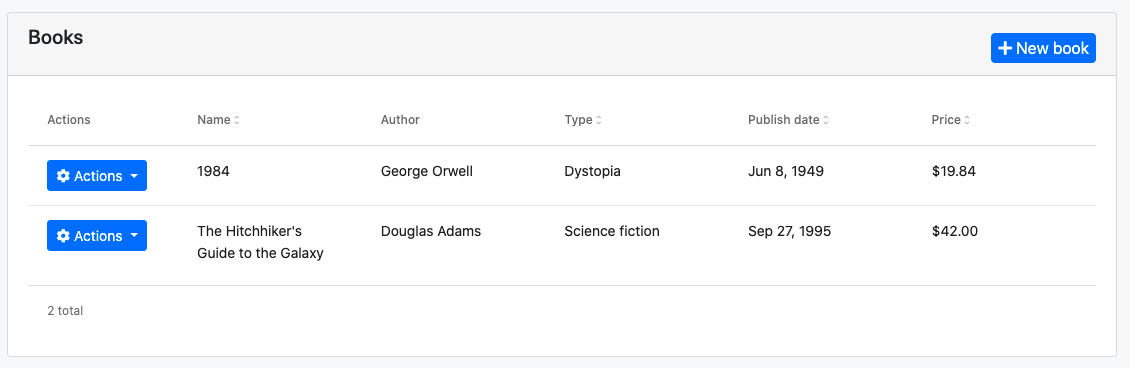 Books
New book
Actions Name Author Type Publish date Price
Actions 1984 George Orwell Dystopia Jun 8, 1949 $19.84
Actions The Hitchhiker's Douglas Adams Science fiction Sep 27, 1995 $42.00
Guide to the Galaxy
2 total